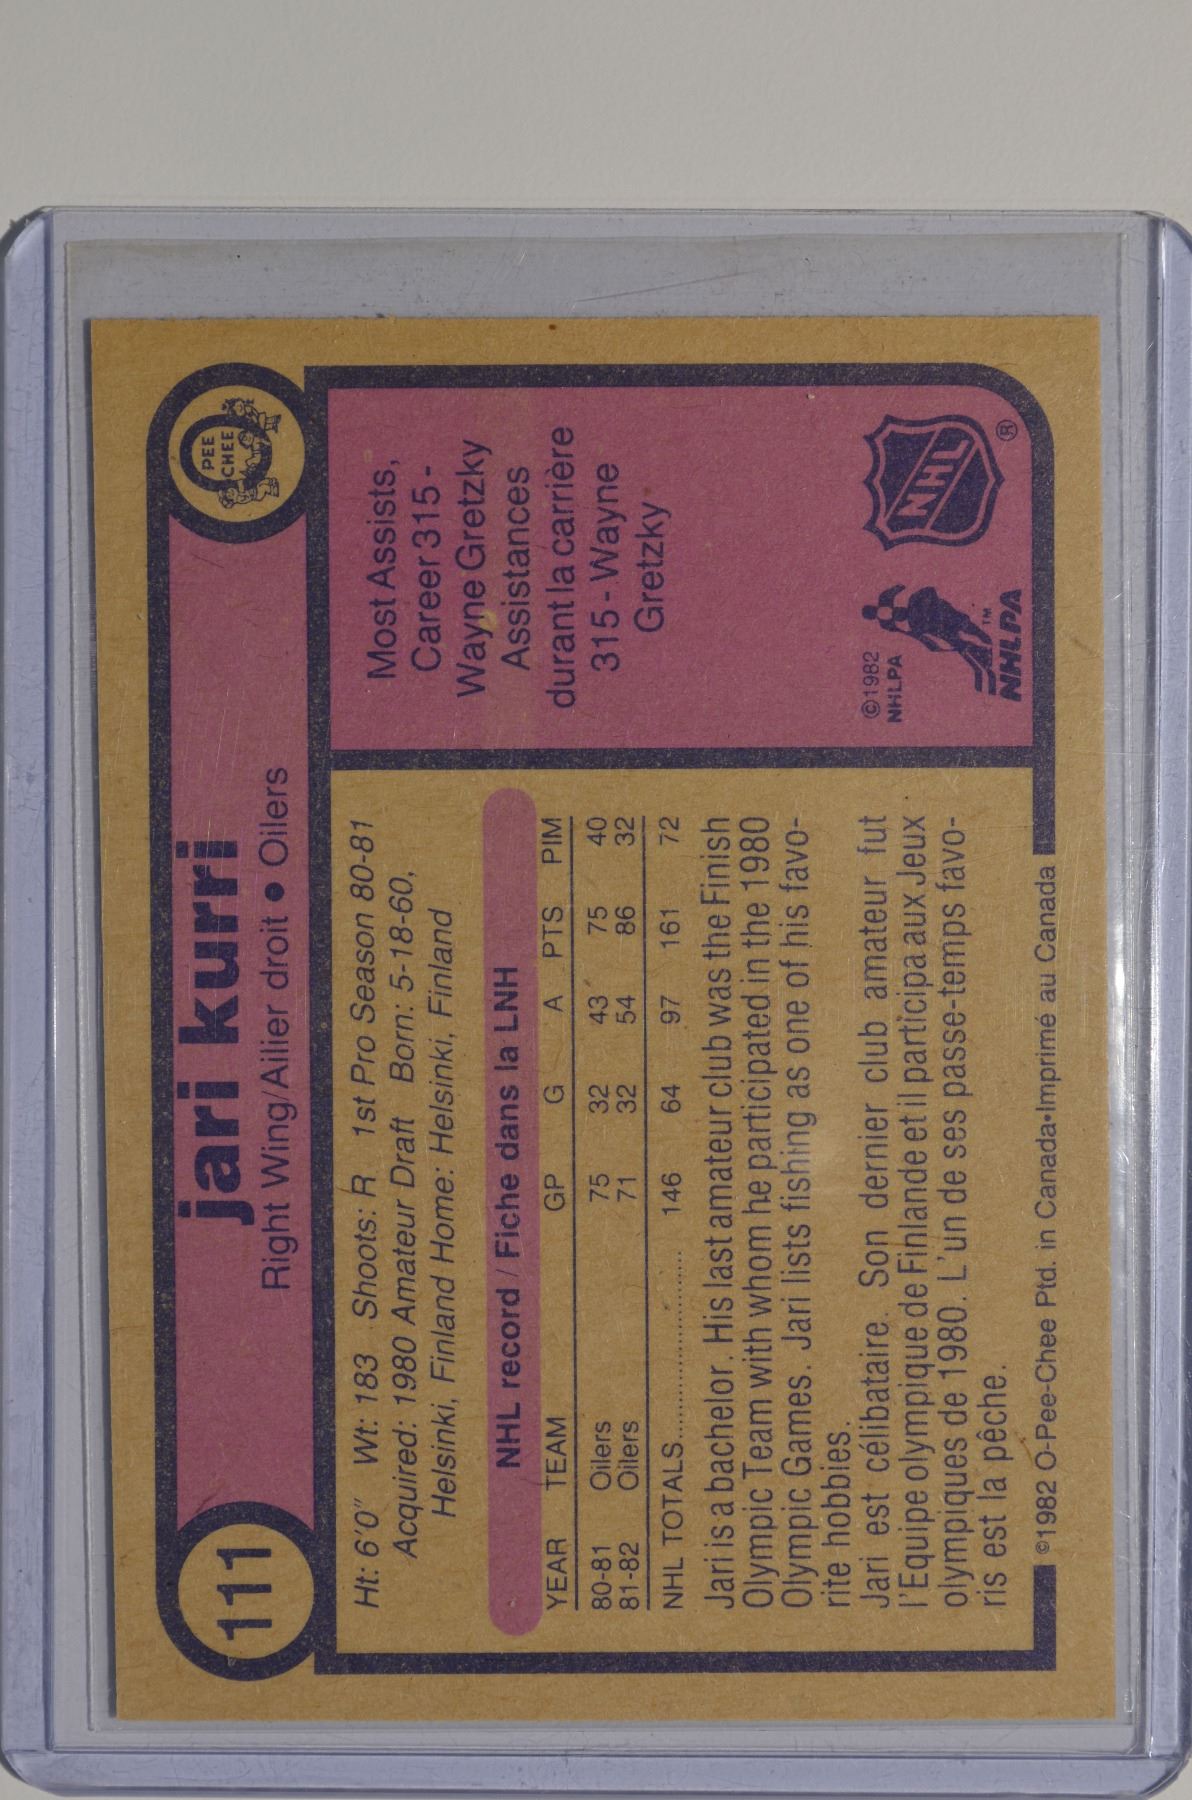 111
jari kurri
PEE
CHEE
Right Wing/Ailier droit • Oilers
Ht: 6'0" Wt: 183 Shoots: R 1st Pro Season 80-81
Acquired: 1980 Amateur Draft Born: 5-18-60,
Helsinki, Finland Home: Helsinki, Finland
NHL record / Fiche dans la LNH
YEAR TEAM GP G A PTS PIM
80-81 Oilers 75 32 43 75 40
81-82 Oilers 71 32 54 86 32
NHL TOTALS.................... 146 64 97 161 72
Jari is a bachelor. His last amateur club was the Finish
Olympic Team with whom he participated in the 1980
Olympic Games. Jari lists fishing as one of his favo-
rite hobbies.
Jari est célibataire. Son dernier club amateur fut
l'Equipe olympique de Finlande et il participa aux Jeux
olympiques de 1980. L'un de ses passe-temps favo-
ris est la pêche.
©1982 O-Pee-Chee Ptd. in Canada•Imprimé au Canada
Most Assists,
Career 315 -
Wayne Gretzky
Assistances
durant la carrière
315 - Wayne
Gretzky
©1982
NHLPA
NHLPA
TM
NHL
®